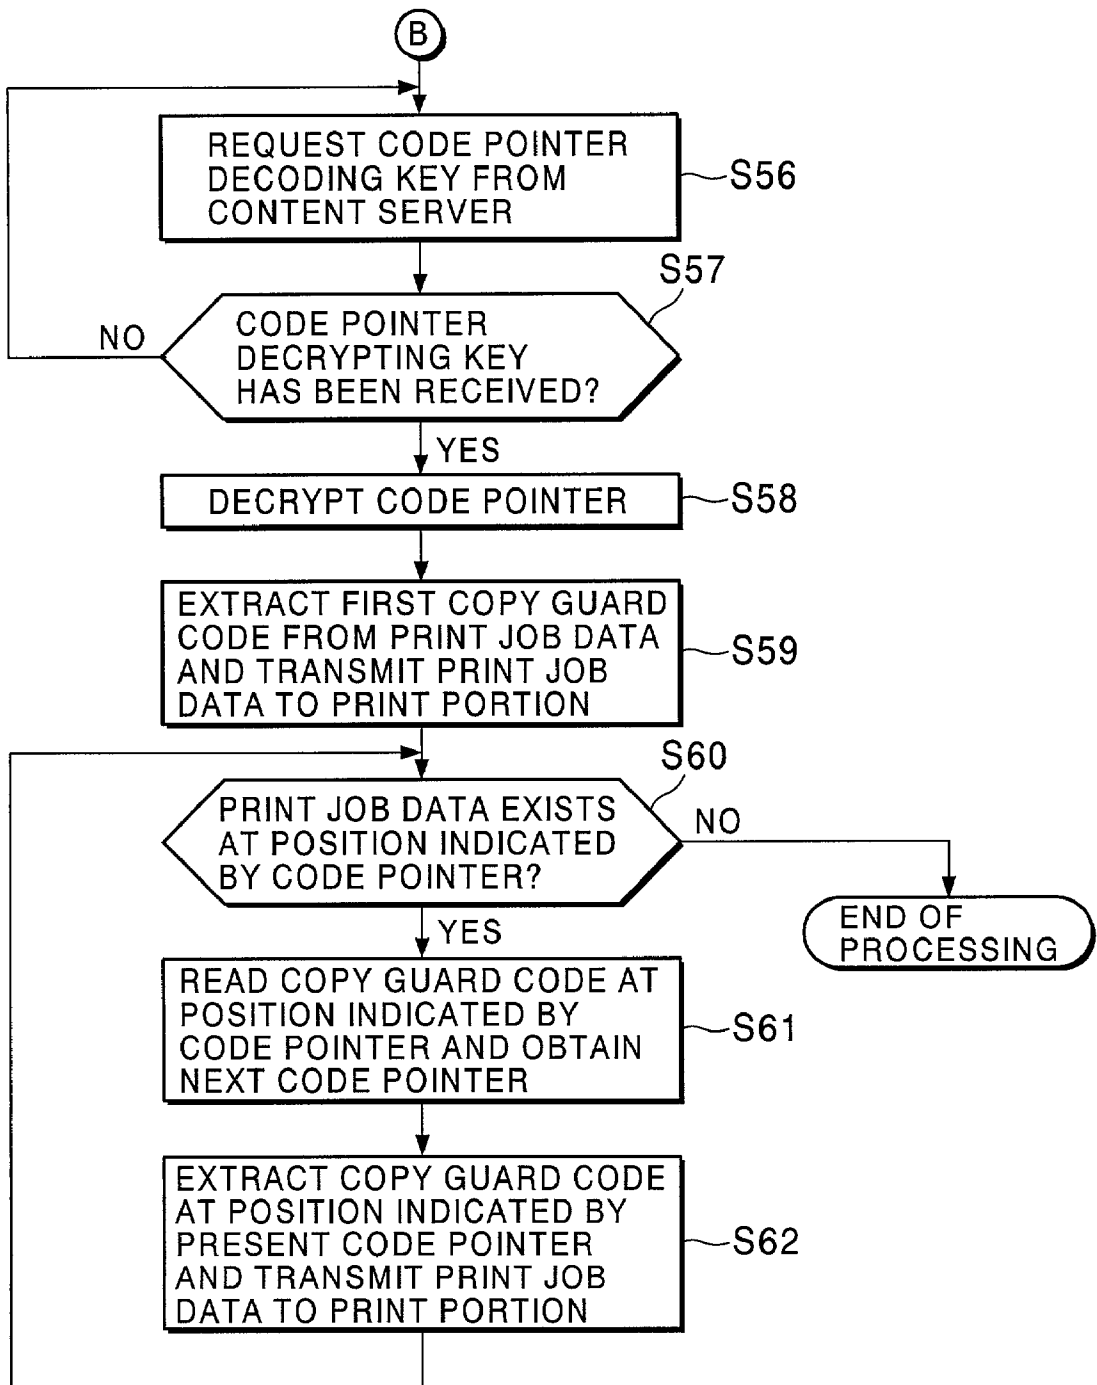 B
REQUEST CODE POINTER
DECODING KEY FROM
CONTENT SERVER
S56
S57
CODE POINTER
DECRYPTING KEY
HAS BEEN RECEIVED?
NO
YES
DECRYPT CODE POINTER
S58
EXTRACT FIRST COPY GUARD
CODE FROM PRINT JOB DATA
AND TRANSMIT PRINT JOB
DATA TO PRINT PORTION
S59
S60
PRINT JOB DATA EXISTS
AT POSITION INDICATED
BY CODE POINTER?
NO
END OF
PROCESSING
YES
READ COPY GUARD CODE AT
POSITION INDICATED BY
CODE POINTER AND OBTAIN
NEXT CODE POINTER
S61
EXTRACT COPY GUARD CODE
AT POSITION INDICATED BY
PRESENT CODE POINTER
AND TRANSMIT PRINT JOB
DATA TO PRINT PORTION
S62